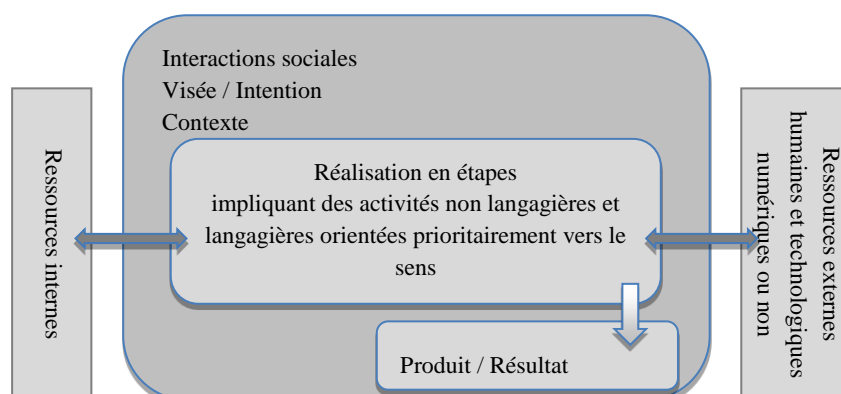 Interactions sociales
Visée / Intention
Contexte
Ressources internes
Réalisation en étapes
impliquant des activités non langagières et
langagières orientées prioritairement vers le
sens
Produit / Résultat
Ressources externes
humaines et technologiques
numériques ou non